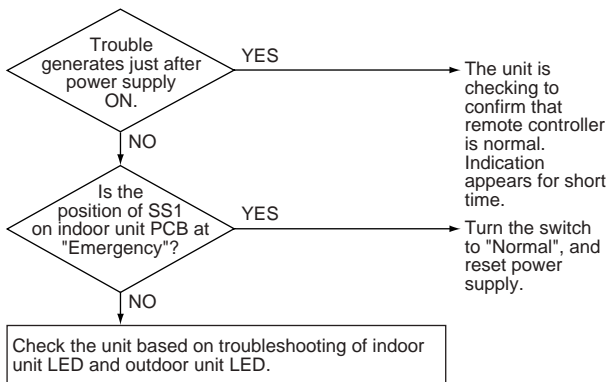 Trouble
generates just after
power supply
ON.
YES
The unit is
checking to
confirm that
remote controller
is normal.
Indication
appears for short
time.
NO
Is the
position of SS1
on indoor unit PCB at
"Emergency"?
YES
Turn the switch
to "Normal", and
reset power
supply.
NO
Check the unit based on troubleshooting of indoor
unit LED and outdoor unit LED.